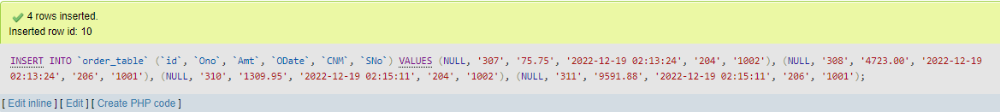 4 rows inserted.
Inserted row id: 10
INSERT INTO `order_table` (`id`, `Ono`, `Amt`, `ODate`, `CNM`, `SNo`) VALUES (NULL, '307', '75.75', '2022-12-19 02:13:24', '204', '1002'), (NULL, '308', '4723.00', '2022-12-19
02:13:24', '206', '1001'), (NULL, '310', '1309.95', '2022-12-19 02:15:11', '204', '1002'), (NULL, '311', '9591.88', '2022-12-19 02:15:11', '206', '1001');
[ Edit inline ] [ Edit ] [ Create PHP code ]